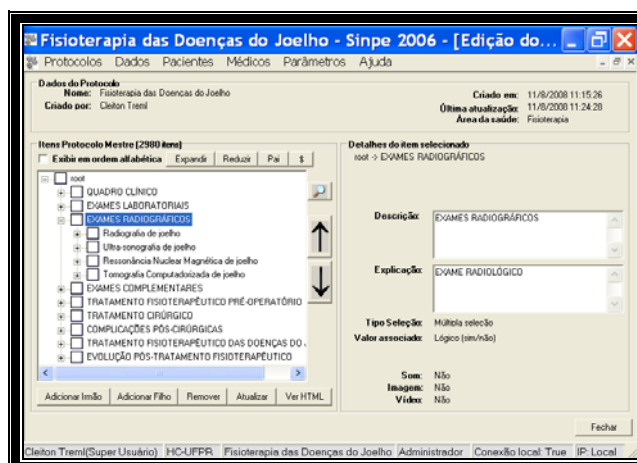 Fisioterapia das Doenças do Joelho - Sinpe 2006 - [Edição do...
Protocolos Dados Pacientes Médicos Parâmetros Ajuda
Dados do Protocolo
Nome: Fisioterapia das Doenças do Joelho
Criado por: Cleiton Treml
Criado em: 11/8/2008 11:15:26
Última atualização: 11/8/2008 11:24:28
Área da saúde: Fisioterapia
Itens Protocolo Mestre (2980 itens)
Exibir em ordem alfabética Expandir Reduzir Pai $
root
QUADRO CLÍNICO
EXAMES LABORATORIAIS
EXAMES RADIOGRÁFICOS
Radiografia de joelho
Ultra-sonografia de joelho
Ressonância Nuclear Magnética de joelho
Tomografia Computadorizada de joelho
EXAMES COMPLEMENTARES
TRATAMENTO FISIOTERAPÊUTICO PRÉ-OPERATÓRIO
TRATAMENTO CIRÚRGICO
COMPLICAÇÕES PÓS-CIRÚRGICAS
TRATAMENTO FISIOTERAPÊUTICO DAS DOENÇAS DO
EVOLUÇÃO PÓS-TRATAMENTO FISIOTERAPÊUTICO
Adicionar Irmão Adicionar Filho Remover Atualizar Ver HTML
Detalhes do item selecionado
root -> EXAMES RADIOGRÁFICOS
Descrição: EXAMES RADIOGRÁFICOS
Explicação: EXAME RADIOLÓGICO
Tipo Seleção: Múltipla seleção
Valor associado: Lógico (sim/não)
Som: Não
Imagem: Não
Vídeo: Não
Fechar
Cleiton Treml(Super Usuário) HC-UFPR Fisioterapia das Doenças do Joelho Administrador Conexão local: True IP: Local